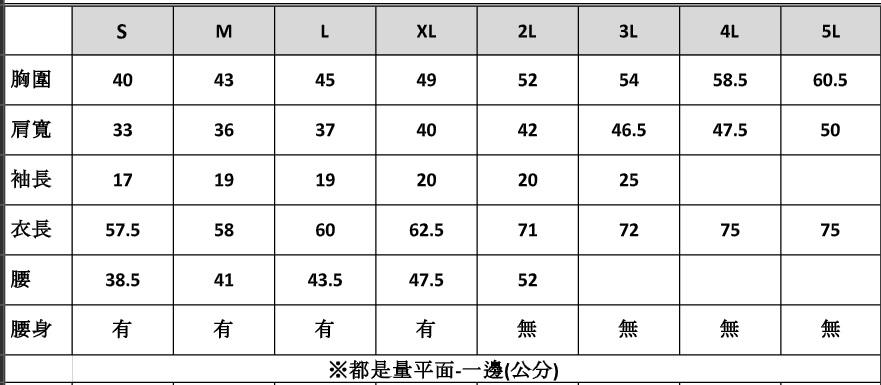 S M L XL 2L 3L 4L 5L
胸圍 40 43 45 49 52 54 58.5 60.5
肩寬 33 36 37 40 42 46.5 47.5 50
袖長 17 19 19 20 20 25
衣長 57.5 58 60 62.5 71 72 75 75
腰 38.5 41 43.5 47.5 52
腰身 有 有 有 有 無 無 無 無
※都是量平面-一邊(公分)